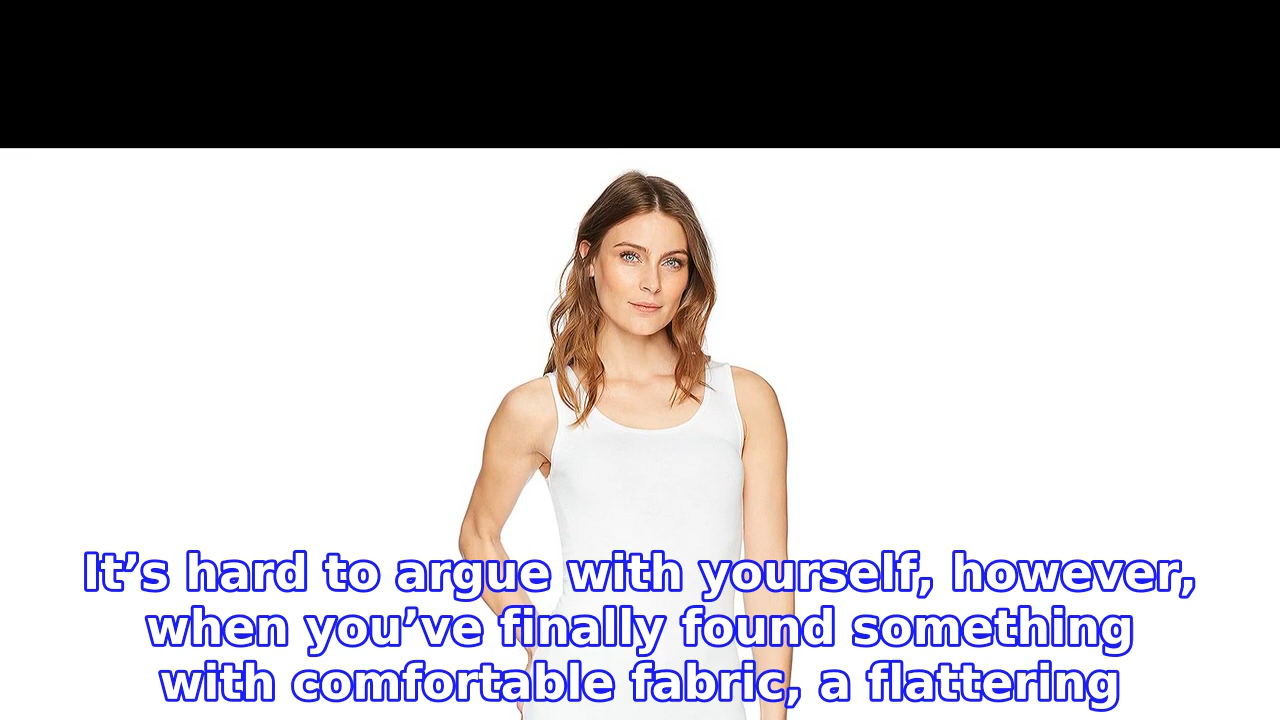 It’s hard to argue with yourself, however,
when you’ve finally found something
with comfortable fabric, a flattering